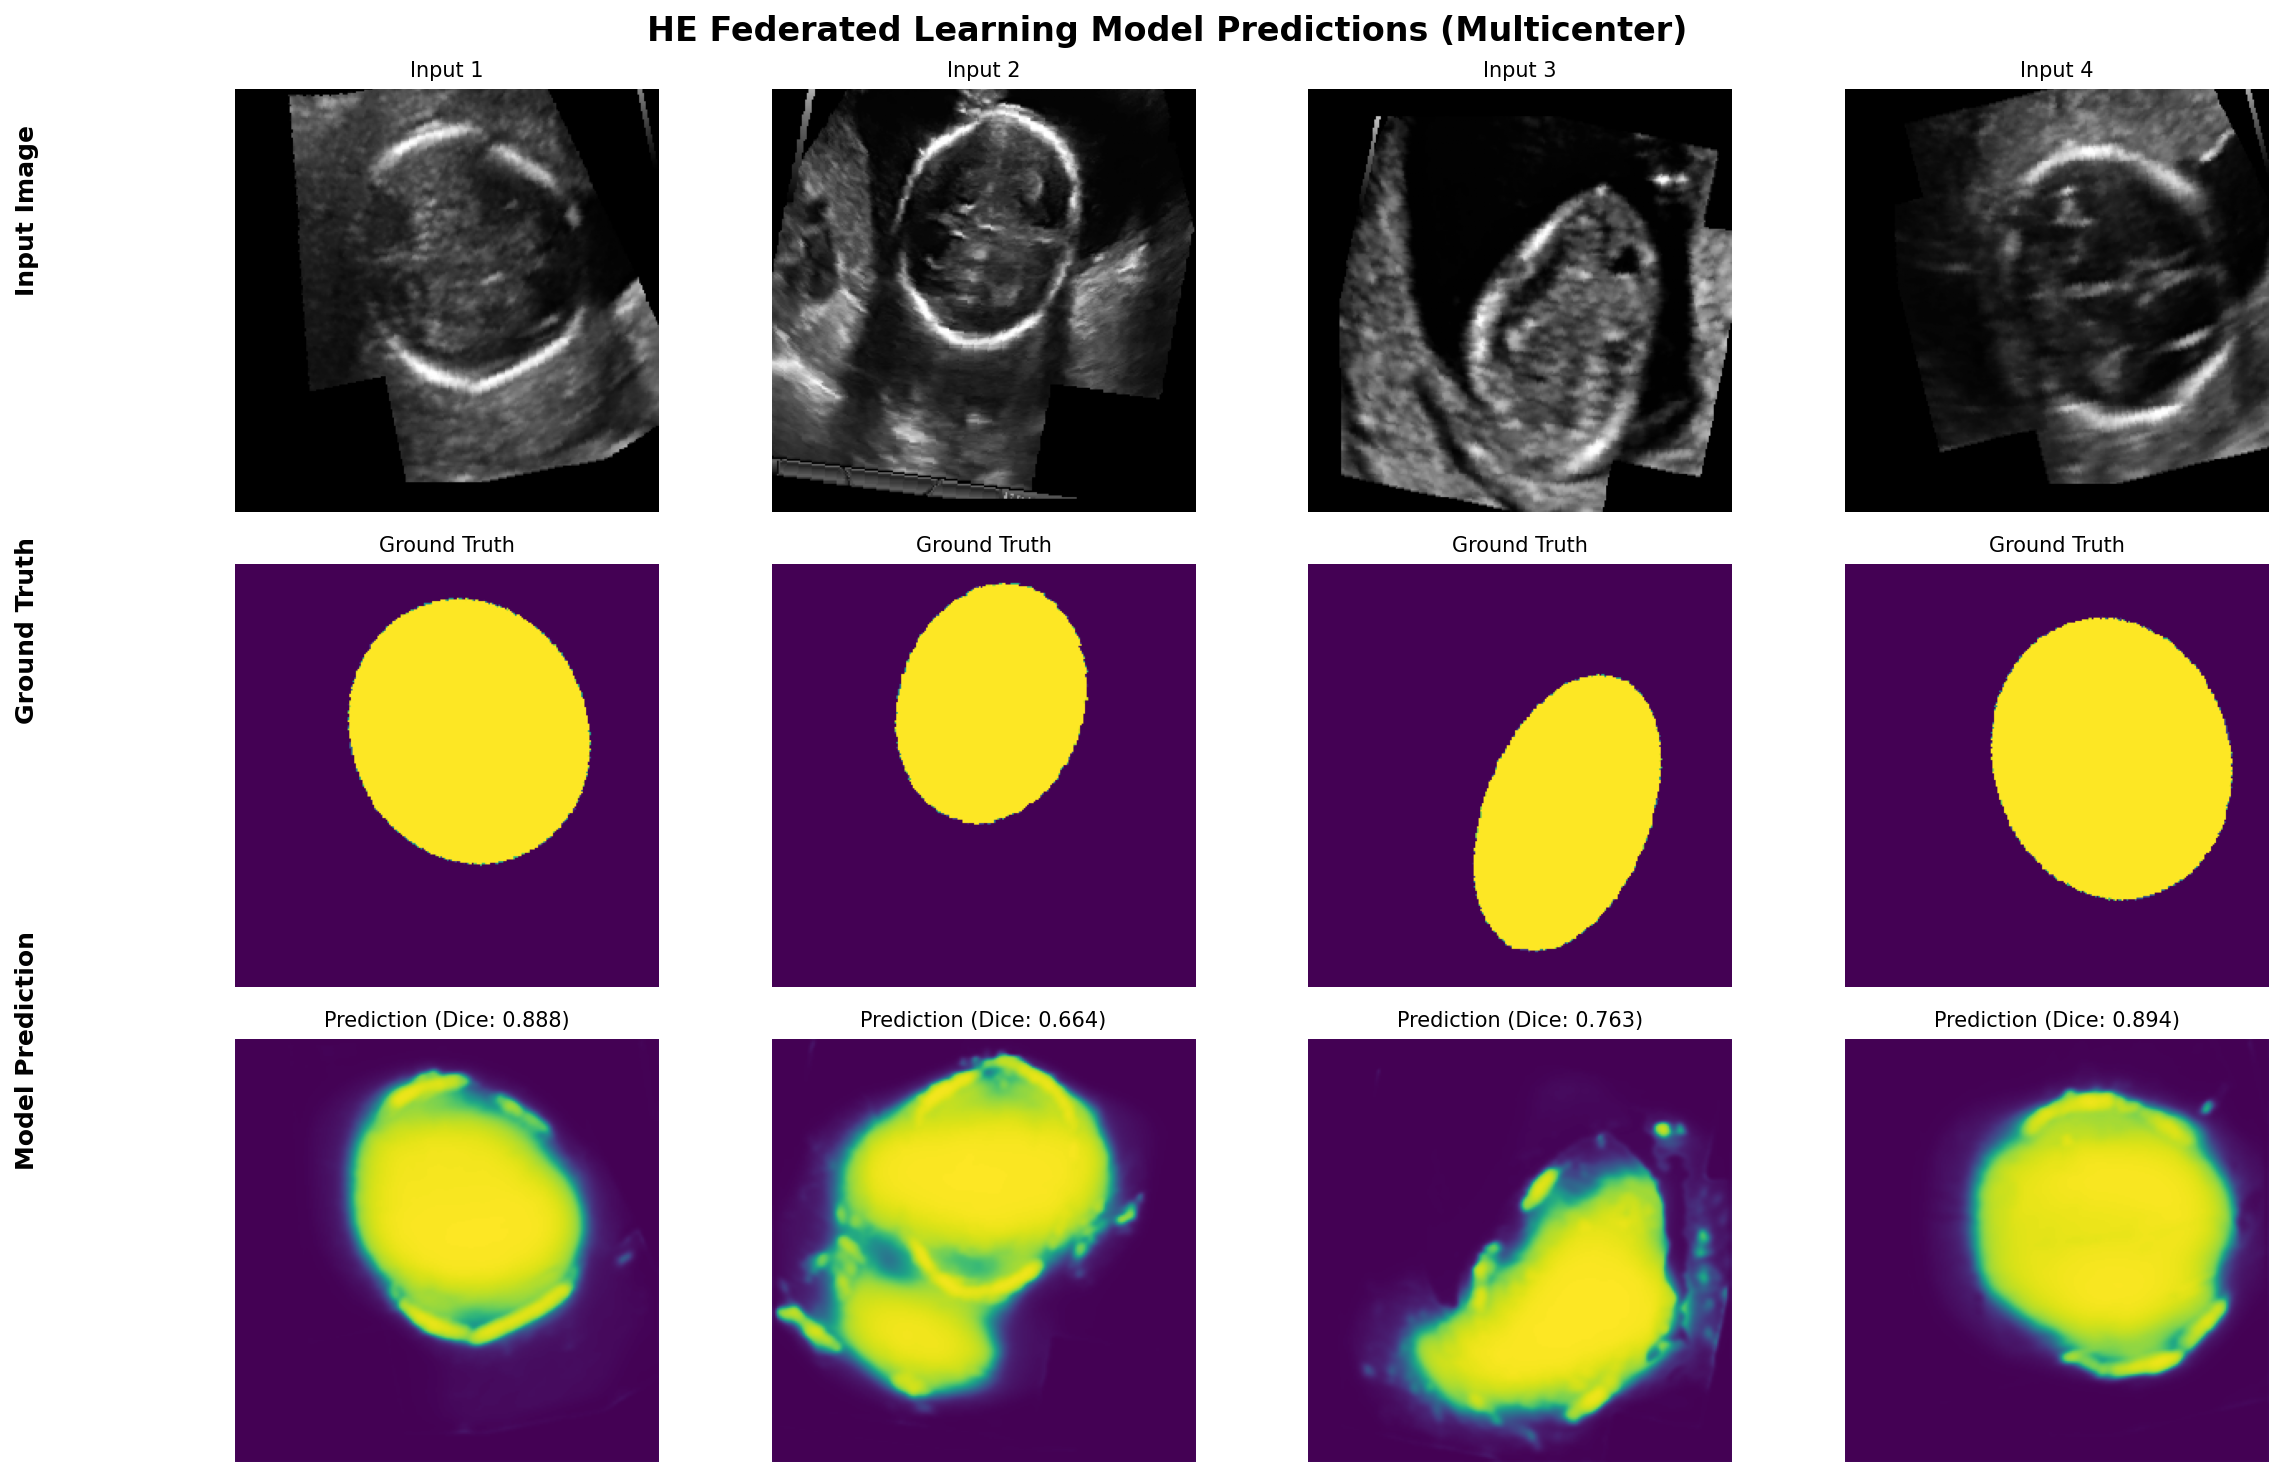 HE Federated Learning Model Predictions (Multicenter)
Input 1
Input 2
Input 3
Input 4
Input Image
Ground Truth
Ground Truth
Ground Truth
Ground Truth
Ground Truth
Prediction (Dice: 0.888)
Prediction (Dice: 0.664)
Prediction (Dice: 0.763)
Prediction (Dice: 0.894)
Model Prediction